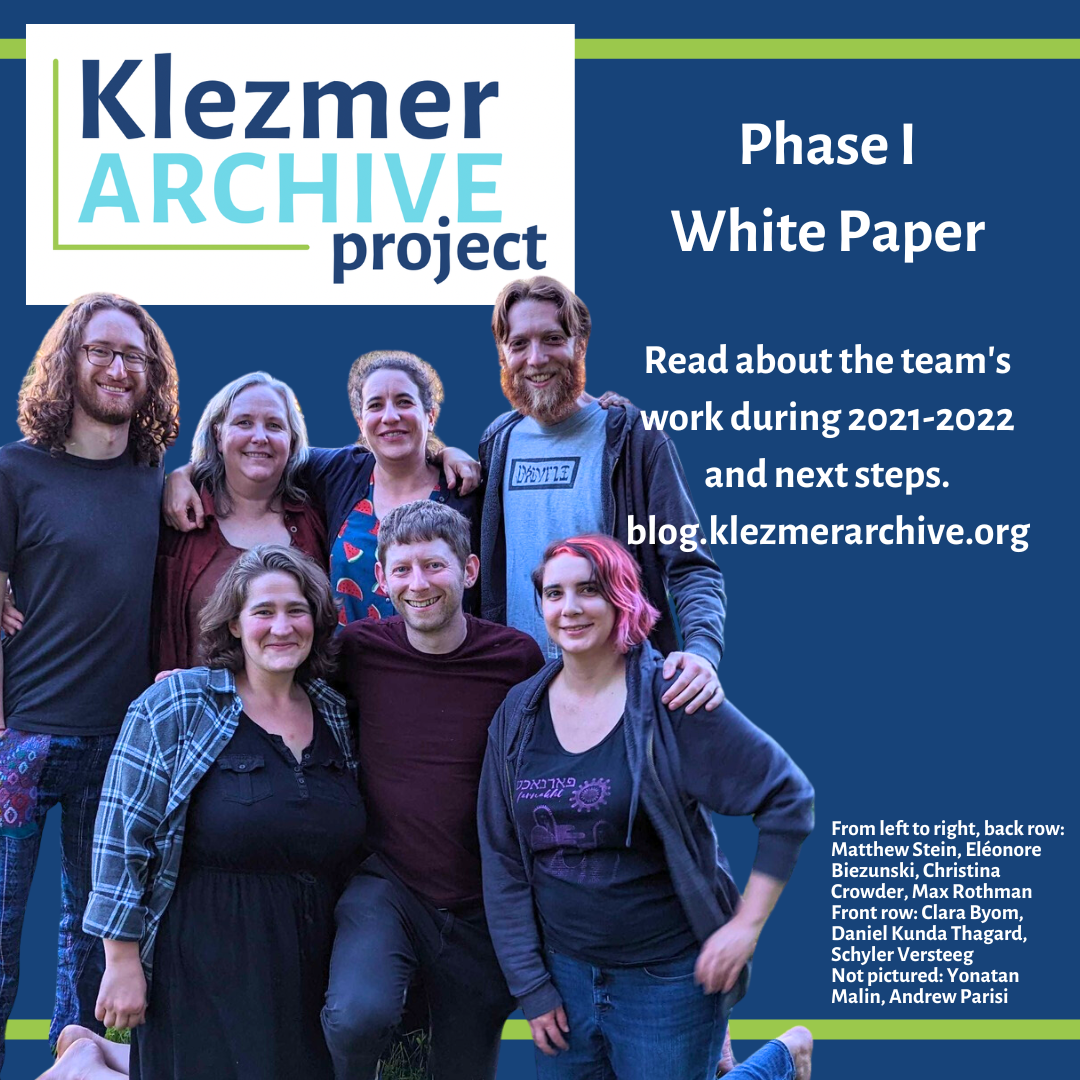 Klezmer
ARCHIVE
project
Phase I
White Paper
Read about the team's
work during 2021-2022
and next steps.
blog.klezmerarchive.org
פארנאכט
farnakht
From left to right, back row:
Matthew Stein, Eléonore
Biezunski, Christina
Crowder, Max Rothman
Front row: Clara Byom,
Daniel Kunda Thagard,
Schyler Versteeg
Not pictured: Yonatan
Malin, Andrew Parisi